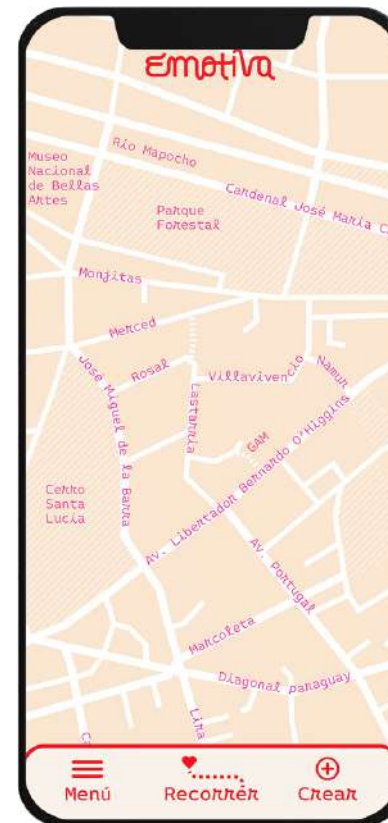 Emotiva
Museo
Nacional
de Bellas
Artes
Río Mapocho
Cardenal José María C
Parque
Forestal
Monjitas
Merced
José Miguel de la Barra
Rosal
Lastarria
Villavivencio
Namur
GAM
Av. Libertador Bernardo O'Higgins
Cerro
Santa
Lucía
Av. Portugal
Marcoleta
Diagonal paraguay
Lira
Ca
Menú
Recorrer
Crear